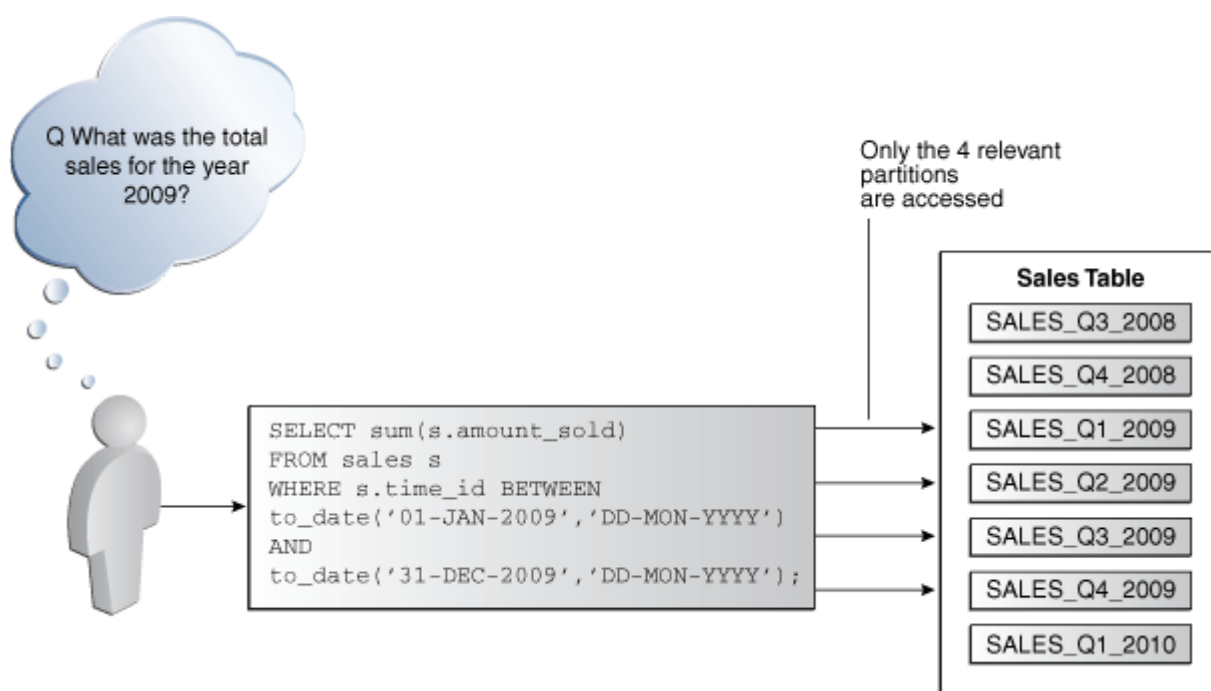 Q What was the total
sales for the year
2009?
Only the 4 relevant
partitions
are accessed
SELECT sum(s.amount_sold)
FROM sales s
WHERE s.time_id BETWEEN
to_date('01-JAN-2009','DD-MON-YYYY')
AND
to_date('31-DEC-2009','DD-MON-YYYY');
Sales Table
SALES_Q3_2008
SALES_Q4_2008
SALES_Q1_2009
SALES_Q2_2009
SALES_Q3_2009
SALES_Q4_2009
SALES_Q1_2010